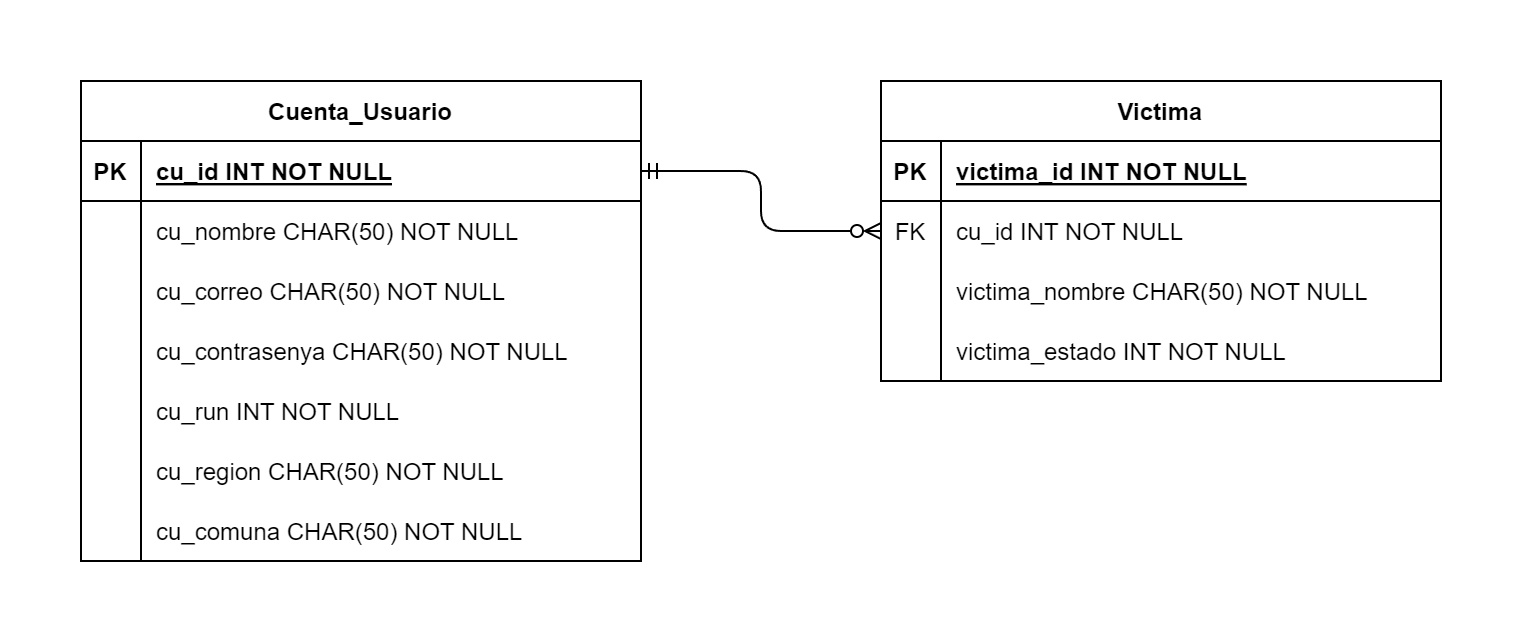 Cuenta_Usuario
PK cu_id INT NOT NULL
cu_nombre CHAR(50) NOT NULL
cu_correo CHAR(50) NOT NULL
cu_contrasenya CHAR(50) NOT NULL
cu_run INT NOT NULL
cu_region CHAR(50) NOT NULL
cu_comuna CHAR(50) NOT NULL
Victima
PK victima_id INT NOT NULL
FK cu_id INT NOT NULL
victima_nombre CHAR(50) NOT NULL
victima_estado INT NOT NULL